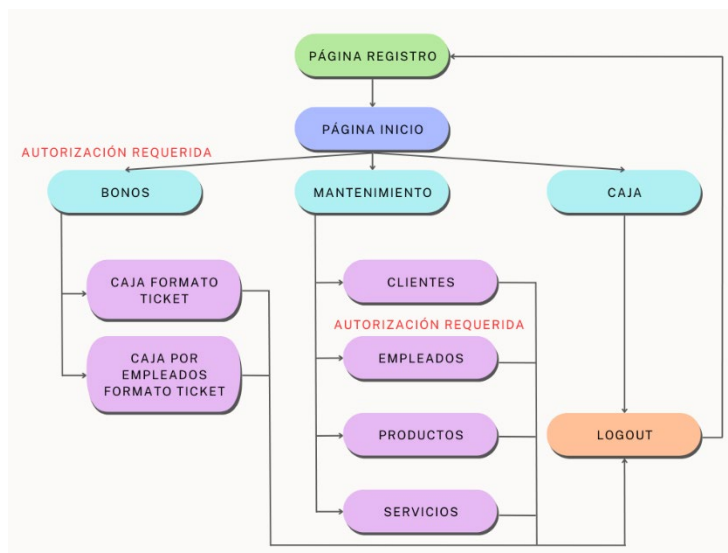 PÁGINA REGISTRO
PÁGINA INICIO
AUTORIZACIÓN REQUERIDA
BONOS
MANTENIMIENTO
CAJA
CAJA FORMATO
TICKET
CLIENTES
AUTORIZACIÓN REQUERIDA
CAJA POR
EMPLEADOS
FORMATO TICKET
EMPLEADOS
PRODUCTOS
LOGOUT
SERVICIOS